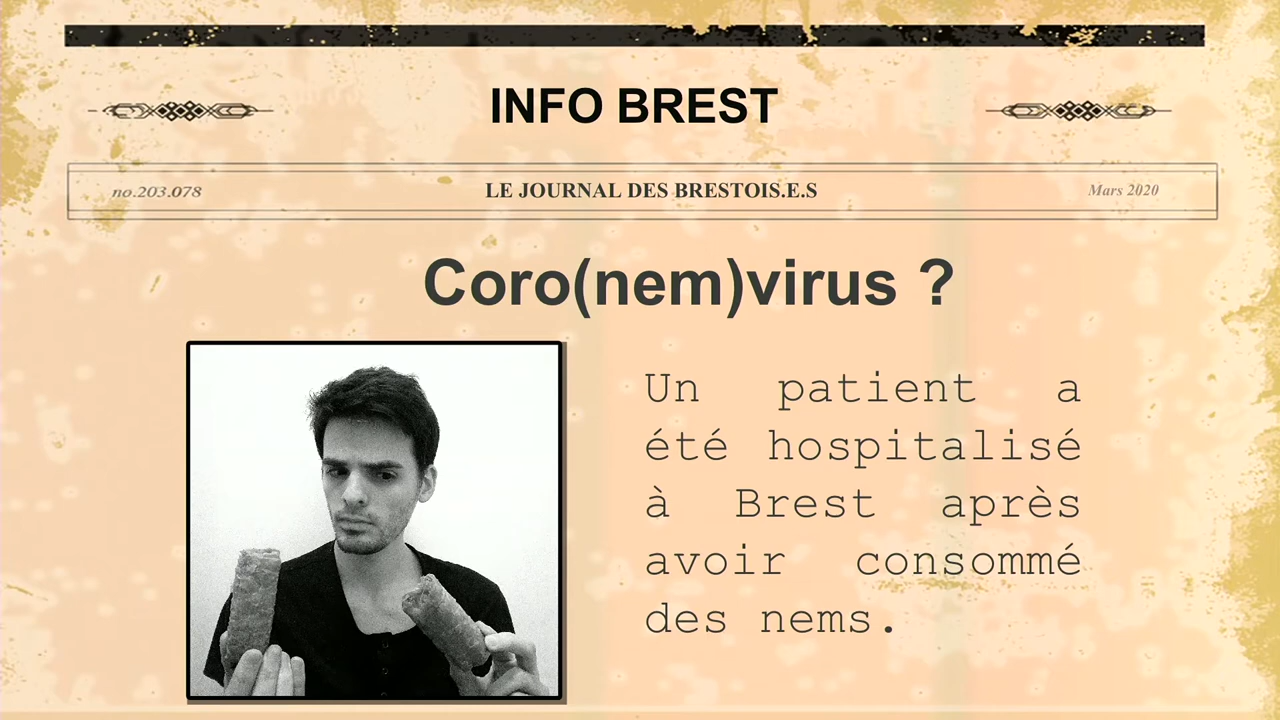 INFO BREST
no.203.078
LE JOURNAL DES BRESTOIS.E.S
Mars 2020
Coro(nem)virus ?
Un patient a
été hospitalisé
à Brest après
avoir consommé
des nems.